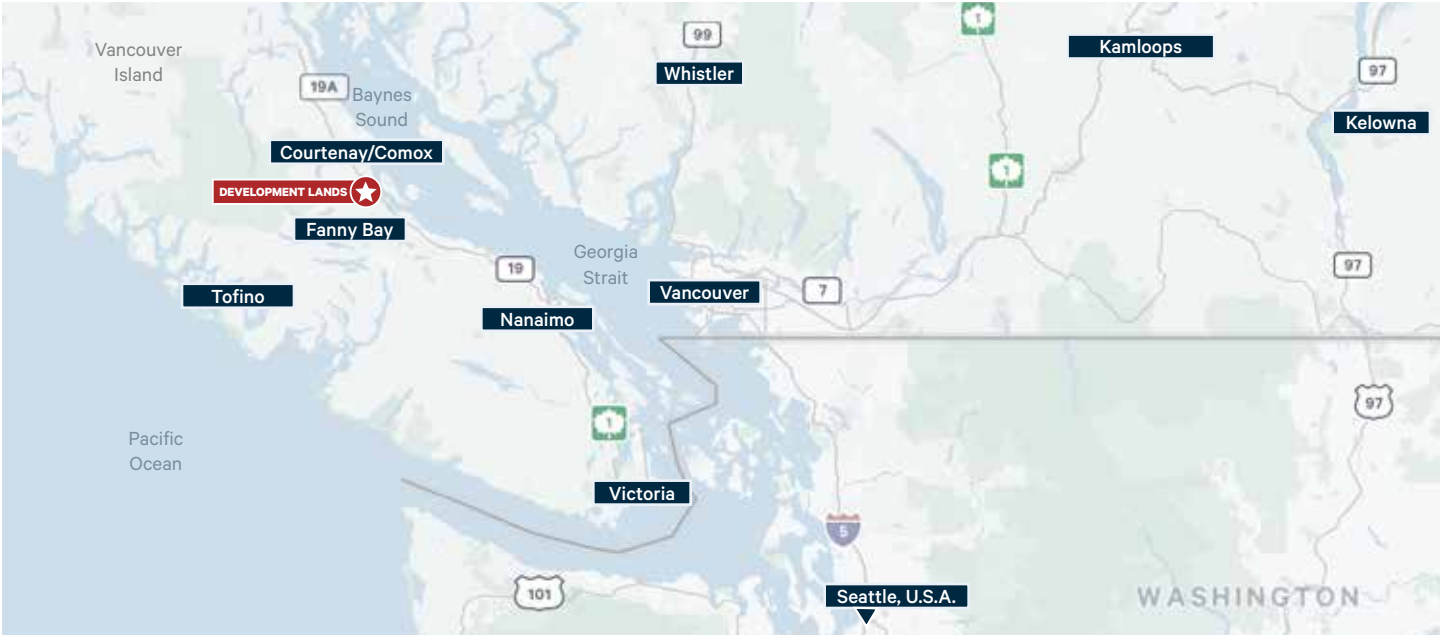 1
99
Kamloops
Vancouver
Island
Whistler
97
19A
Baynes
Sound
Kelowna
Courtenay/Comox
1
DEVELOPMENT LANDS
Fanny Bay
Georgia
Strait
97
19
7
Tofino
Vancouver
Nanaimo
97
1
Pacific
Ocean
Victoria
5
101
Seattle, U.S.A.
WASHINGTON